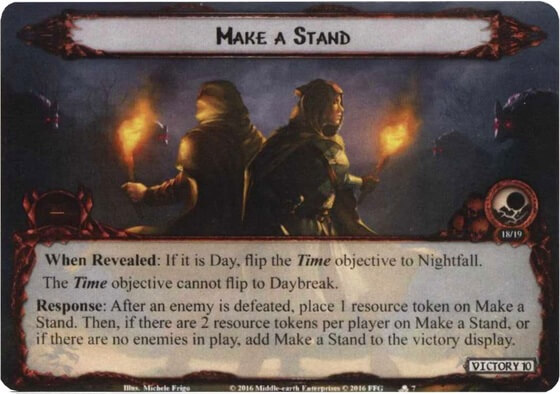 MAKE A STAND
18/19
When Revealed: If it is Day, flip the Time objective to Nightfall.
The Time objective cannot flip to Daybreak.
Response: After an enemy is defeated, place 1 resource token on Make a
Stand. Then, if there are 2 resource tokens per player on Make a Stand, or
if there are no enemies in play, add Make a Stand to the victory display.
VICTORY 10
Illus. Michele Frigo © 2016 Middle-earth Enterprises © 2016 FFG 7